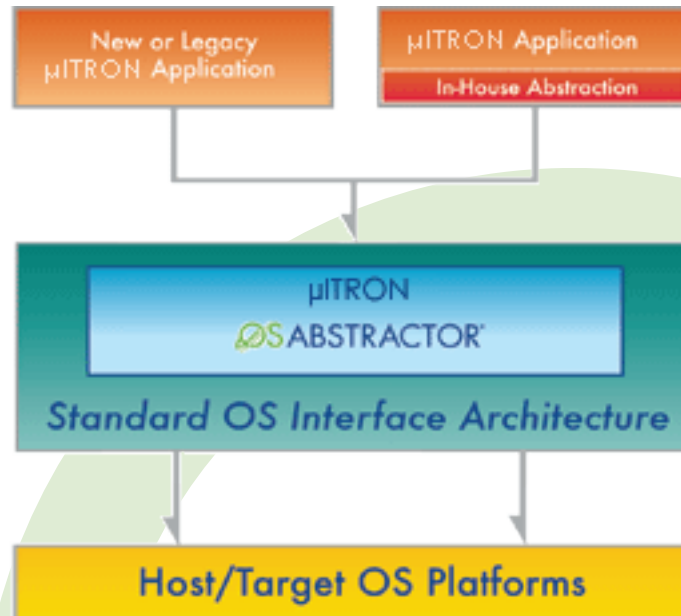 New or Legacy
µITRON Application
µITRON Application
In-House Abstraction
µITRON
OS ABSTRACTOR
Standard OS Interface Architecture
Host/Target OS Platforms